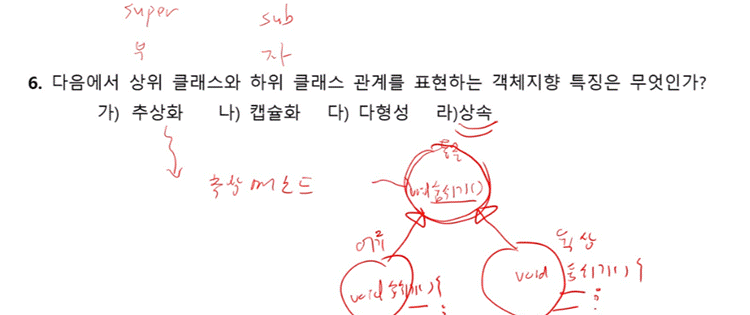 super sub
부 자
6. 다음에서 상위 클래스와 하위 클래스 관계를 표현하는 객체지향 특징은 무엇인가?
가) 추상화 나) 캡슐화 다) 다형성 라)상속
동물
추상 메소드 void 숨쉬기()
어류 육상
void 숨쉬기(){ void 숨쉬기(){